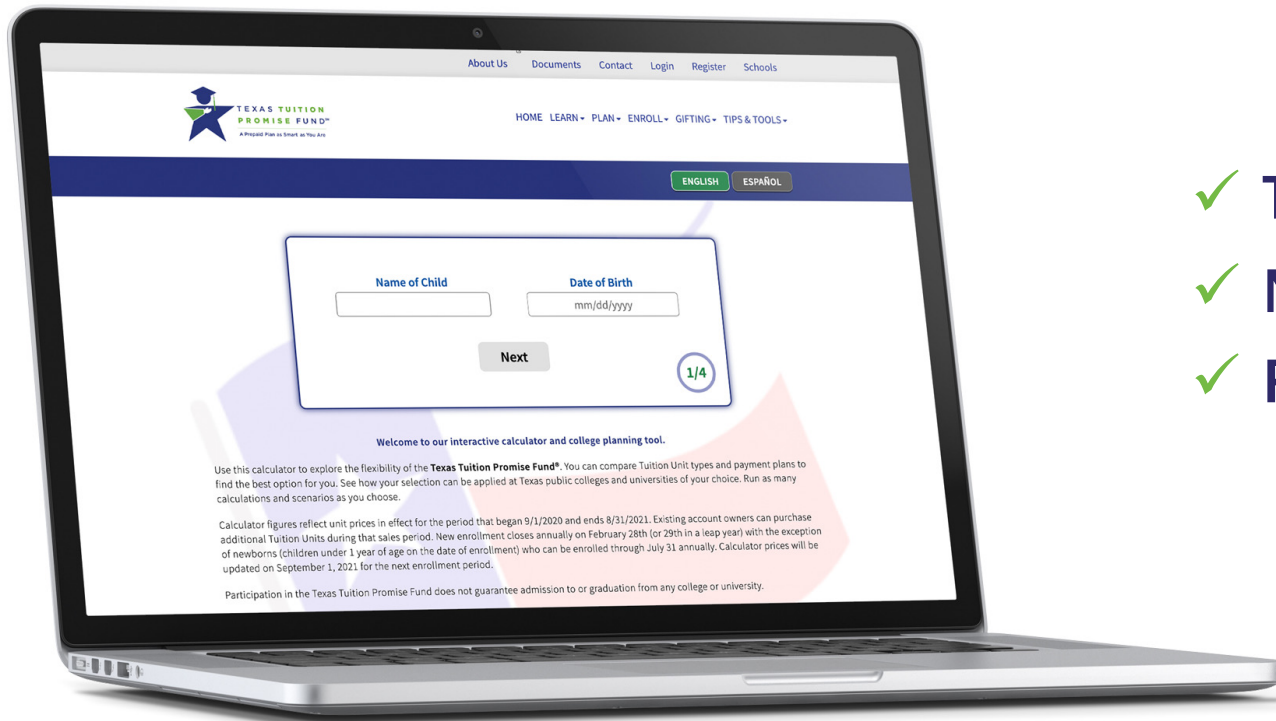 About Us Documents Contact Login Register Schools
TEXAS TUITION
PROMISE FUND℠
A Prepaid Plan as Smart as You Are
HOME LEARN PLAN ENROLL GIFTING TIPS & TOOLS
ENGLISH ESPAÑOL
Name of Child Date of Birth
mm/dd/yyyy
Next
1/4
Welcome to our interactive calculator and college planning tool.
Use this calculator to explore the flexibility of the Texas Tuition Promise Fund®. You can compare Tuition Unit types and payment plans to
find the best option for you. See how your selection can be applied at Texas public colleges and universities of your choice. Run as many
calculations and scenarios as you choose.
Calculator figures reflect unit prices in effect for the period that began 9/1/2020 and ends 8/31/2021. Existing account owners can purchase
additional Tuition Units during that sales period. New enrollment closes annually on February 28th (or 29th in a leap year) with the exception
of newborns (children under 1 year of age on the date of enrollment) who can be enrolled through July 31 annually. Calculator prices will be
updated on September 1, 2021 for the next enrollment period.
Participation in the Texas Tuition Promise Fund does not guarantee admission to or graduation from any college or university.